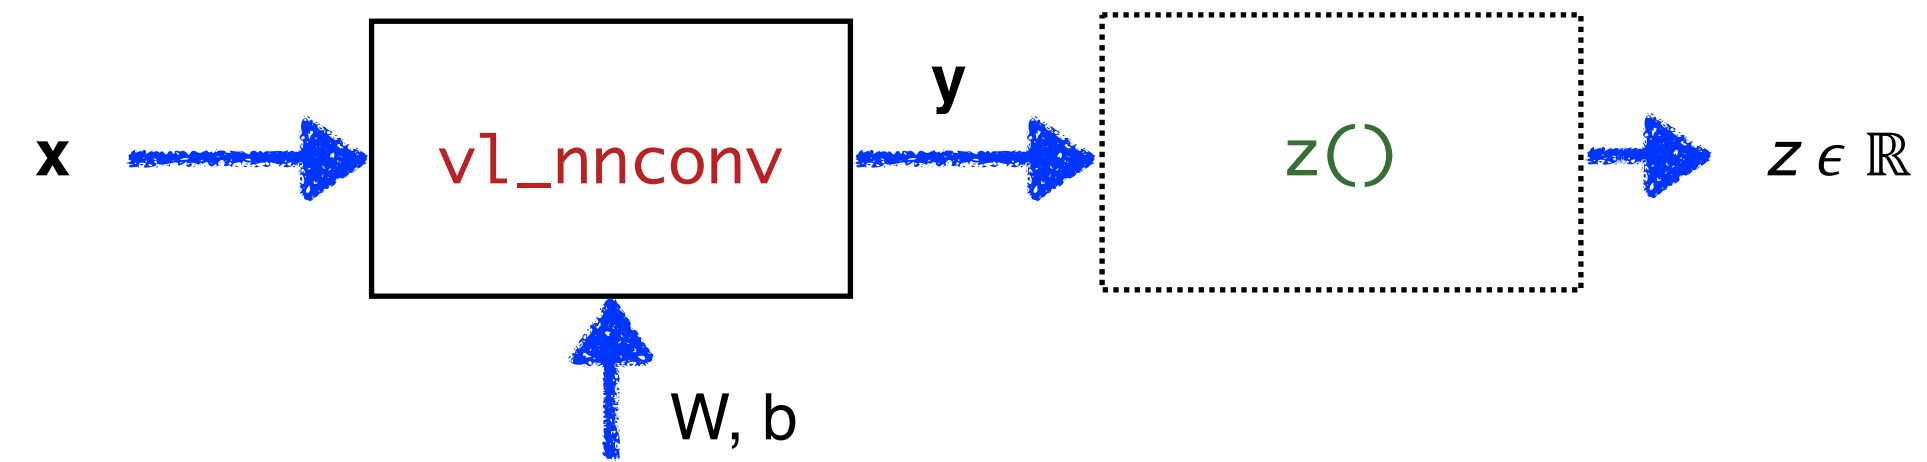 x
vl_nnconv
y
z()
z ϵ ℝ
W, b